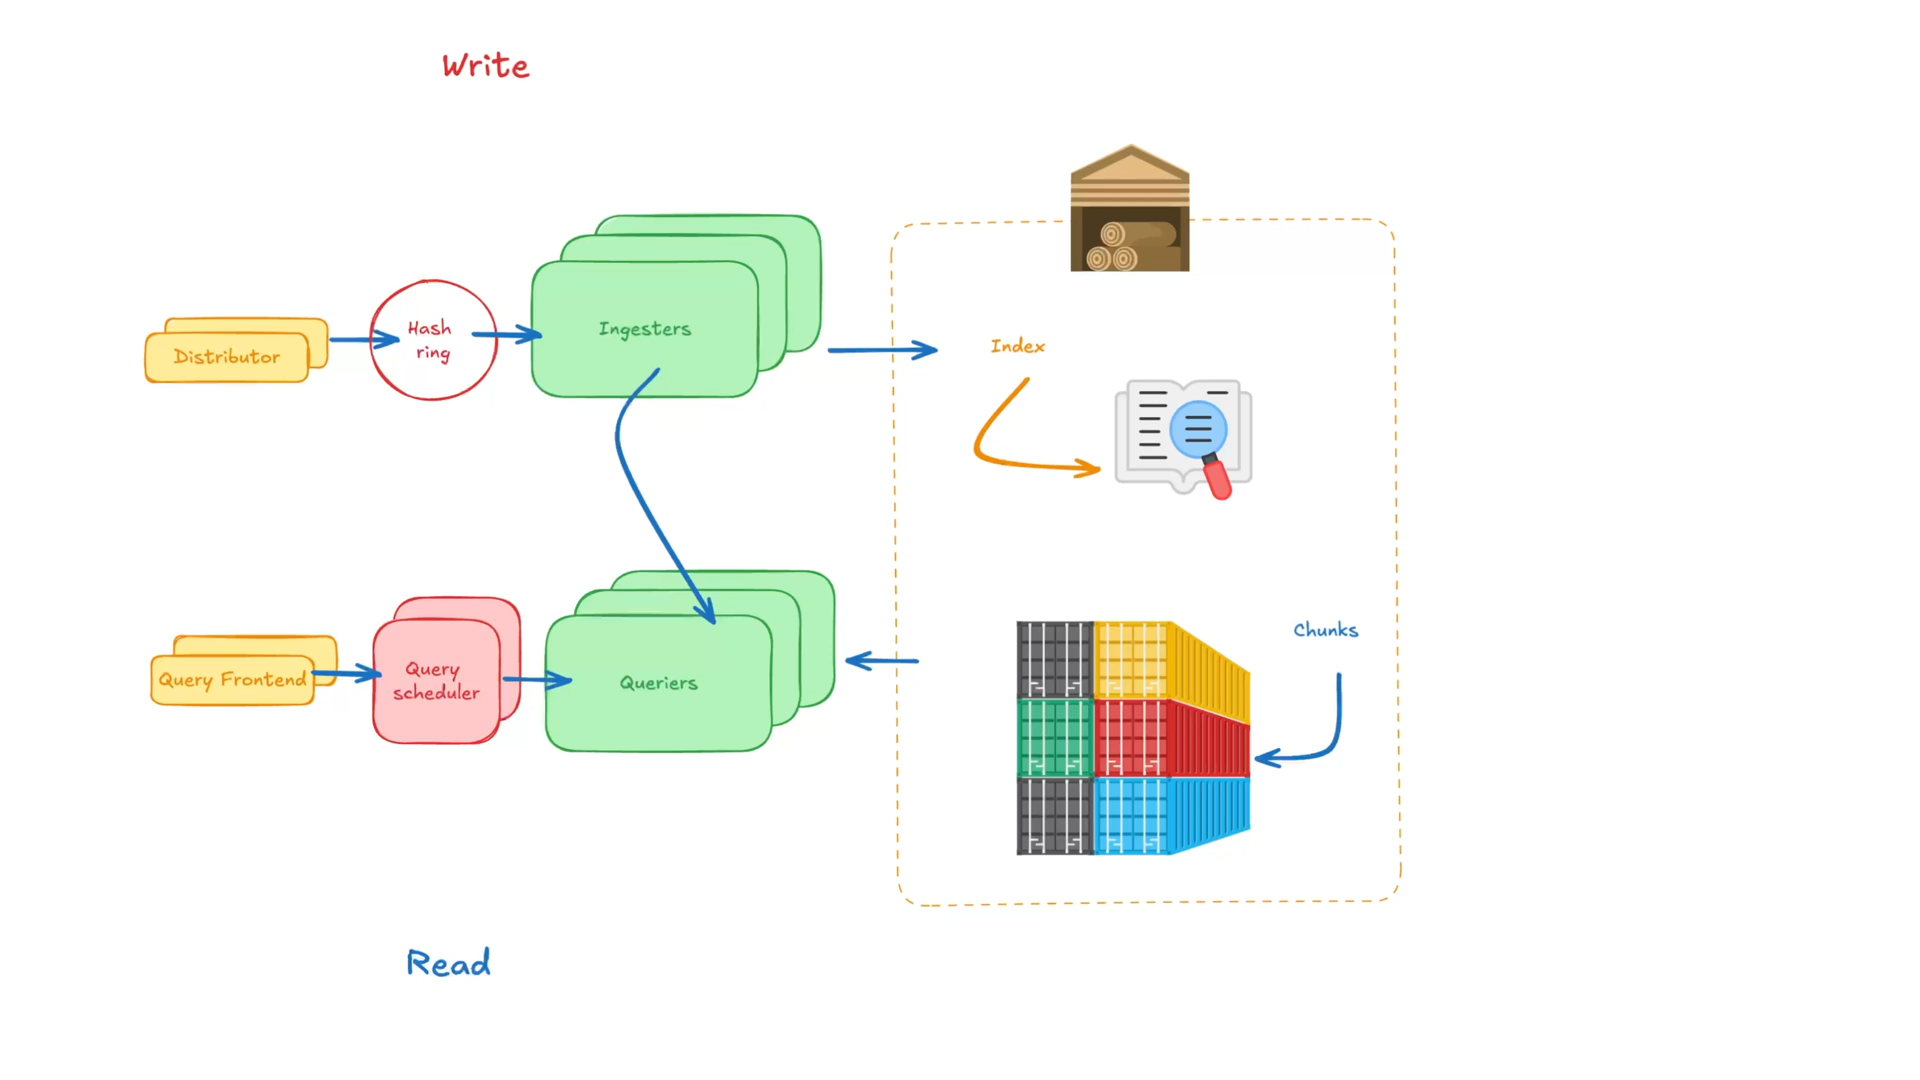 Write
Distributor
Hash
ring
Ingesters
Index
Query Frontend
Query
scheduler
Queriers
Chunks
Read